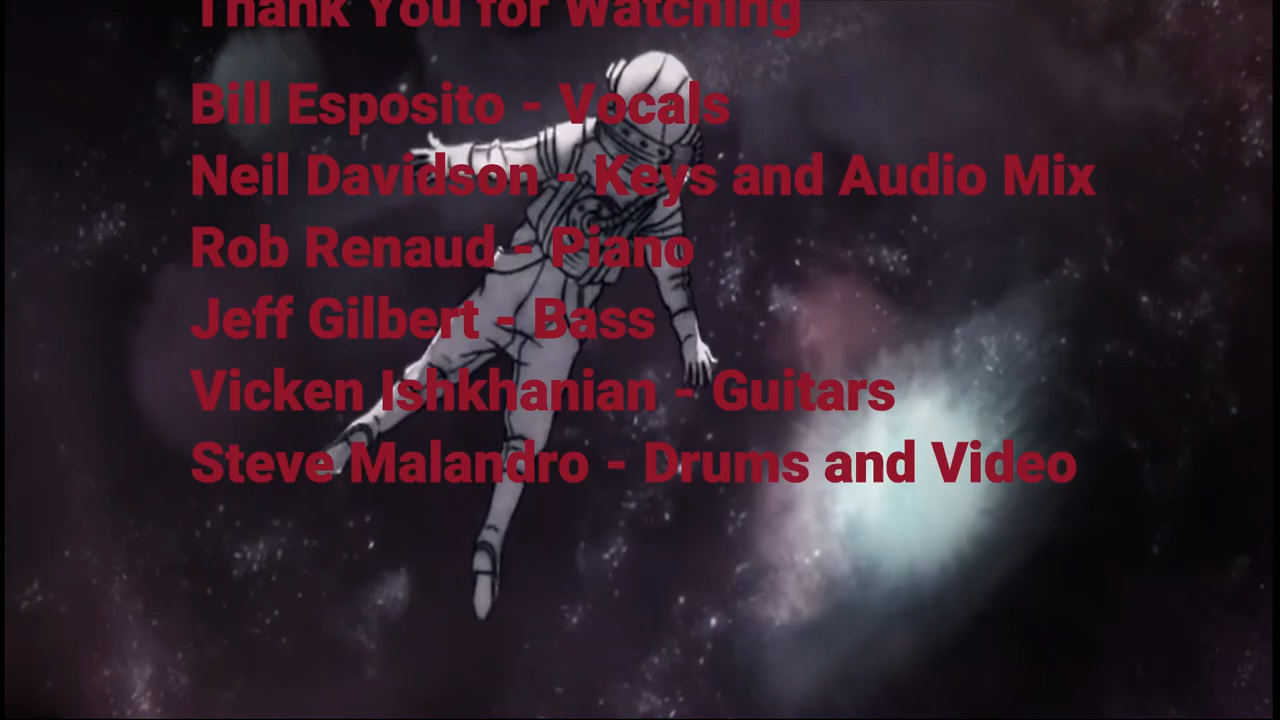 Thank You for Watching
Bill Esposito - Vocals
Neil Davidson - Keys and Audio Mix
Rob Renaud - Piano
Jeff Gilbert - Bass
Vicken Ishkhanian - Guitars
Steve Malandro - Drums and Video